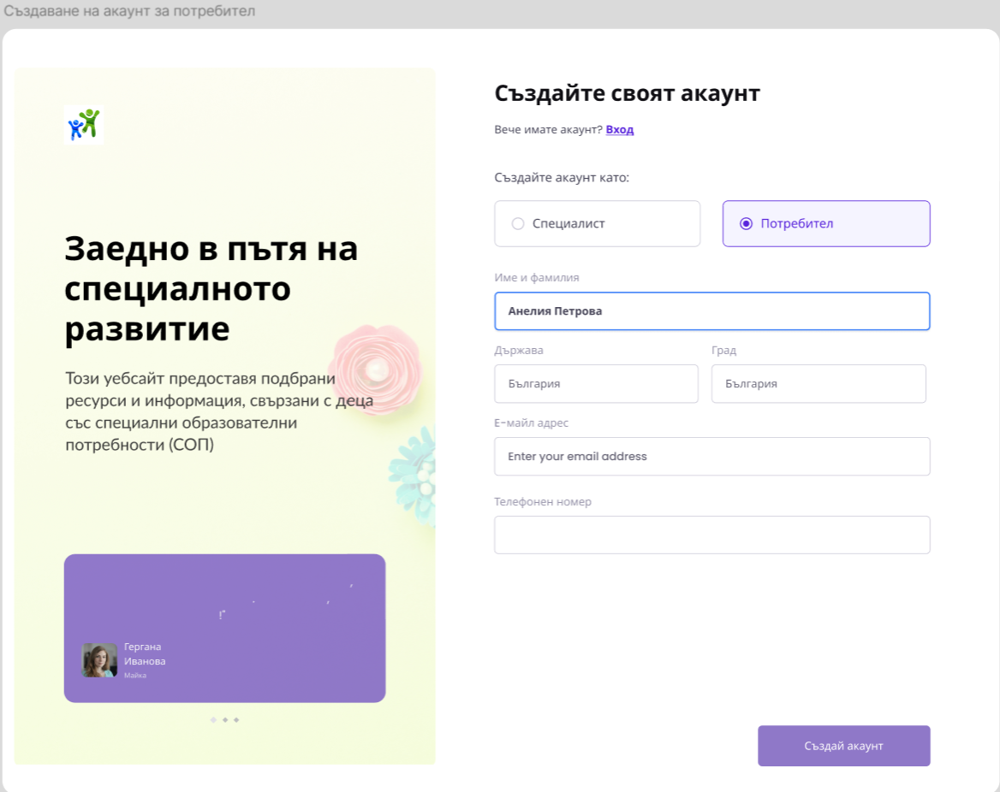 Създаване на акаунт за потребител
Заедно в пътя на
специалното
развитие
Този уебсайт предоставя подбрани
ресурси и информация, свързани с деца
със специални образователни
потребности (СОП)
, 
. ,
!"
Гергана
Иванова
Майка
Създайте своят акаунт
Вече имате акаунт? Вход
Създайте акаунт като:
Специалист
Потребител
Име и фамилия
Анелия Петрова
Държава
Град
България
България
Е-майл адрес
Enter your email address
Телефонен номер
Създай акаунт